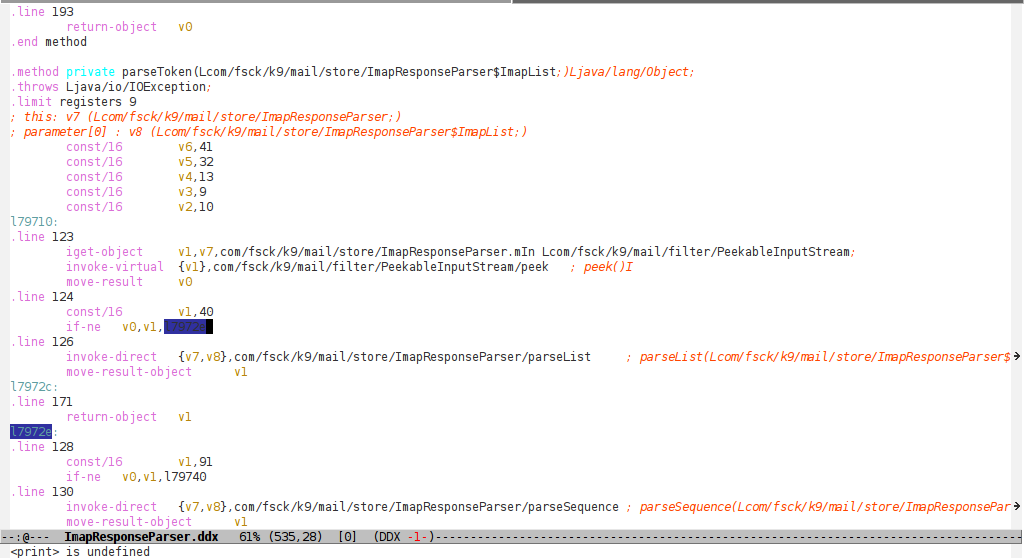 .line 193
return-object v0
.end method
.method private parseToken(Lcom/fsck/k9/mail/store/ImapResponseParser$ImapList;)Ljava/lang/Object;
.throws Ljava/io/IOException;
.limit registers 9
; this: v7 (Lcom/fsck/k9/mail/store/ImapResponseParser;)
; parameter[0] : v8 (Lcom/fsck/k9/mail/store/ImapResponseParser$ImapList;)
const/16 v6,41
const/16 v5,32
const/16 v4,13
const/16 v3,9
const/16 v2,10
l79710:
.line 123
iget-object v1,v7,com/fsck/k9/mail/store/ImapResponseParser.mIn Lcom/fsck/k9/mail/filter/PeekableInputStream;
invoke-virtual {v1},com/fsck/k9/mail/filter/PeekableInputStream/peek ; peek()I
move-result v0
.line 124
const/16 v1,40
if-ne v0,v1,l7972e
.line 126
invoke-direct {v7,v8},com/fsck/k9/mail/store/ImapResponseParser/parseList ; parseList(Lcom/fsck/k9/mail/store/ImapResponseParser$
move-result-object v1
l7972c:
.line 171
return-object v1
l7972e:
.line 128
const/16 v1,91
if-ne v0,v1,l79740
.line 130
invoke-direct {v7,v8},com/fsck/k9/mail/store/ImapResponseParser/parseSequence ; parseSequence(Lcom/fsck/k9/mail/store/ImapResponsePar
move-result-object v1
--:@--- ImapResponseParser.ddx 61% (535,28) [0] (DDX -1-)----
<print> is undefined